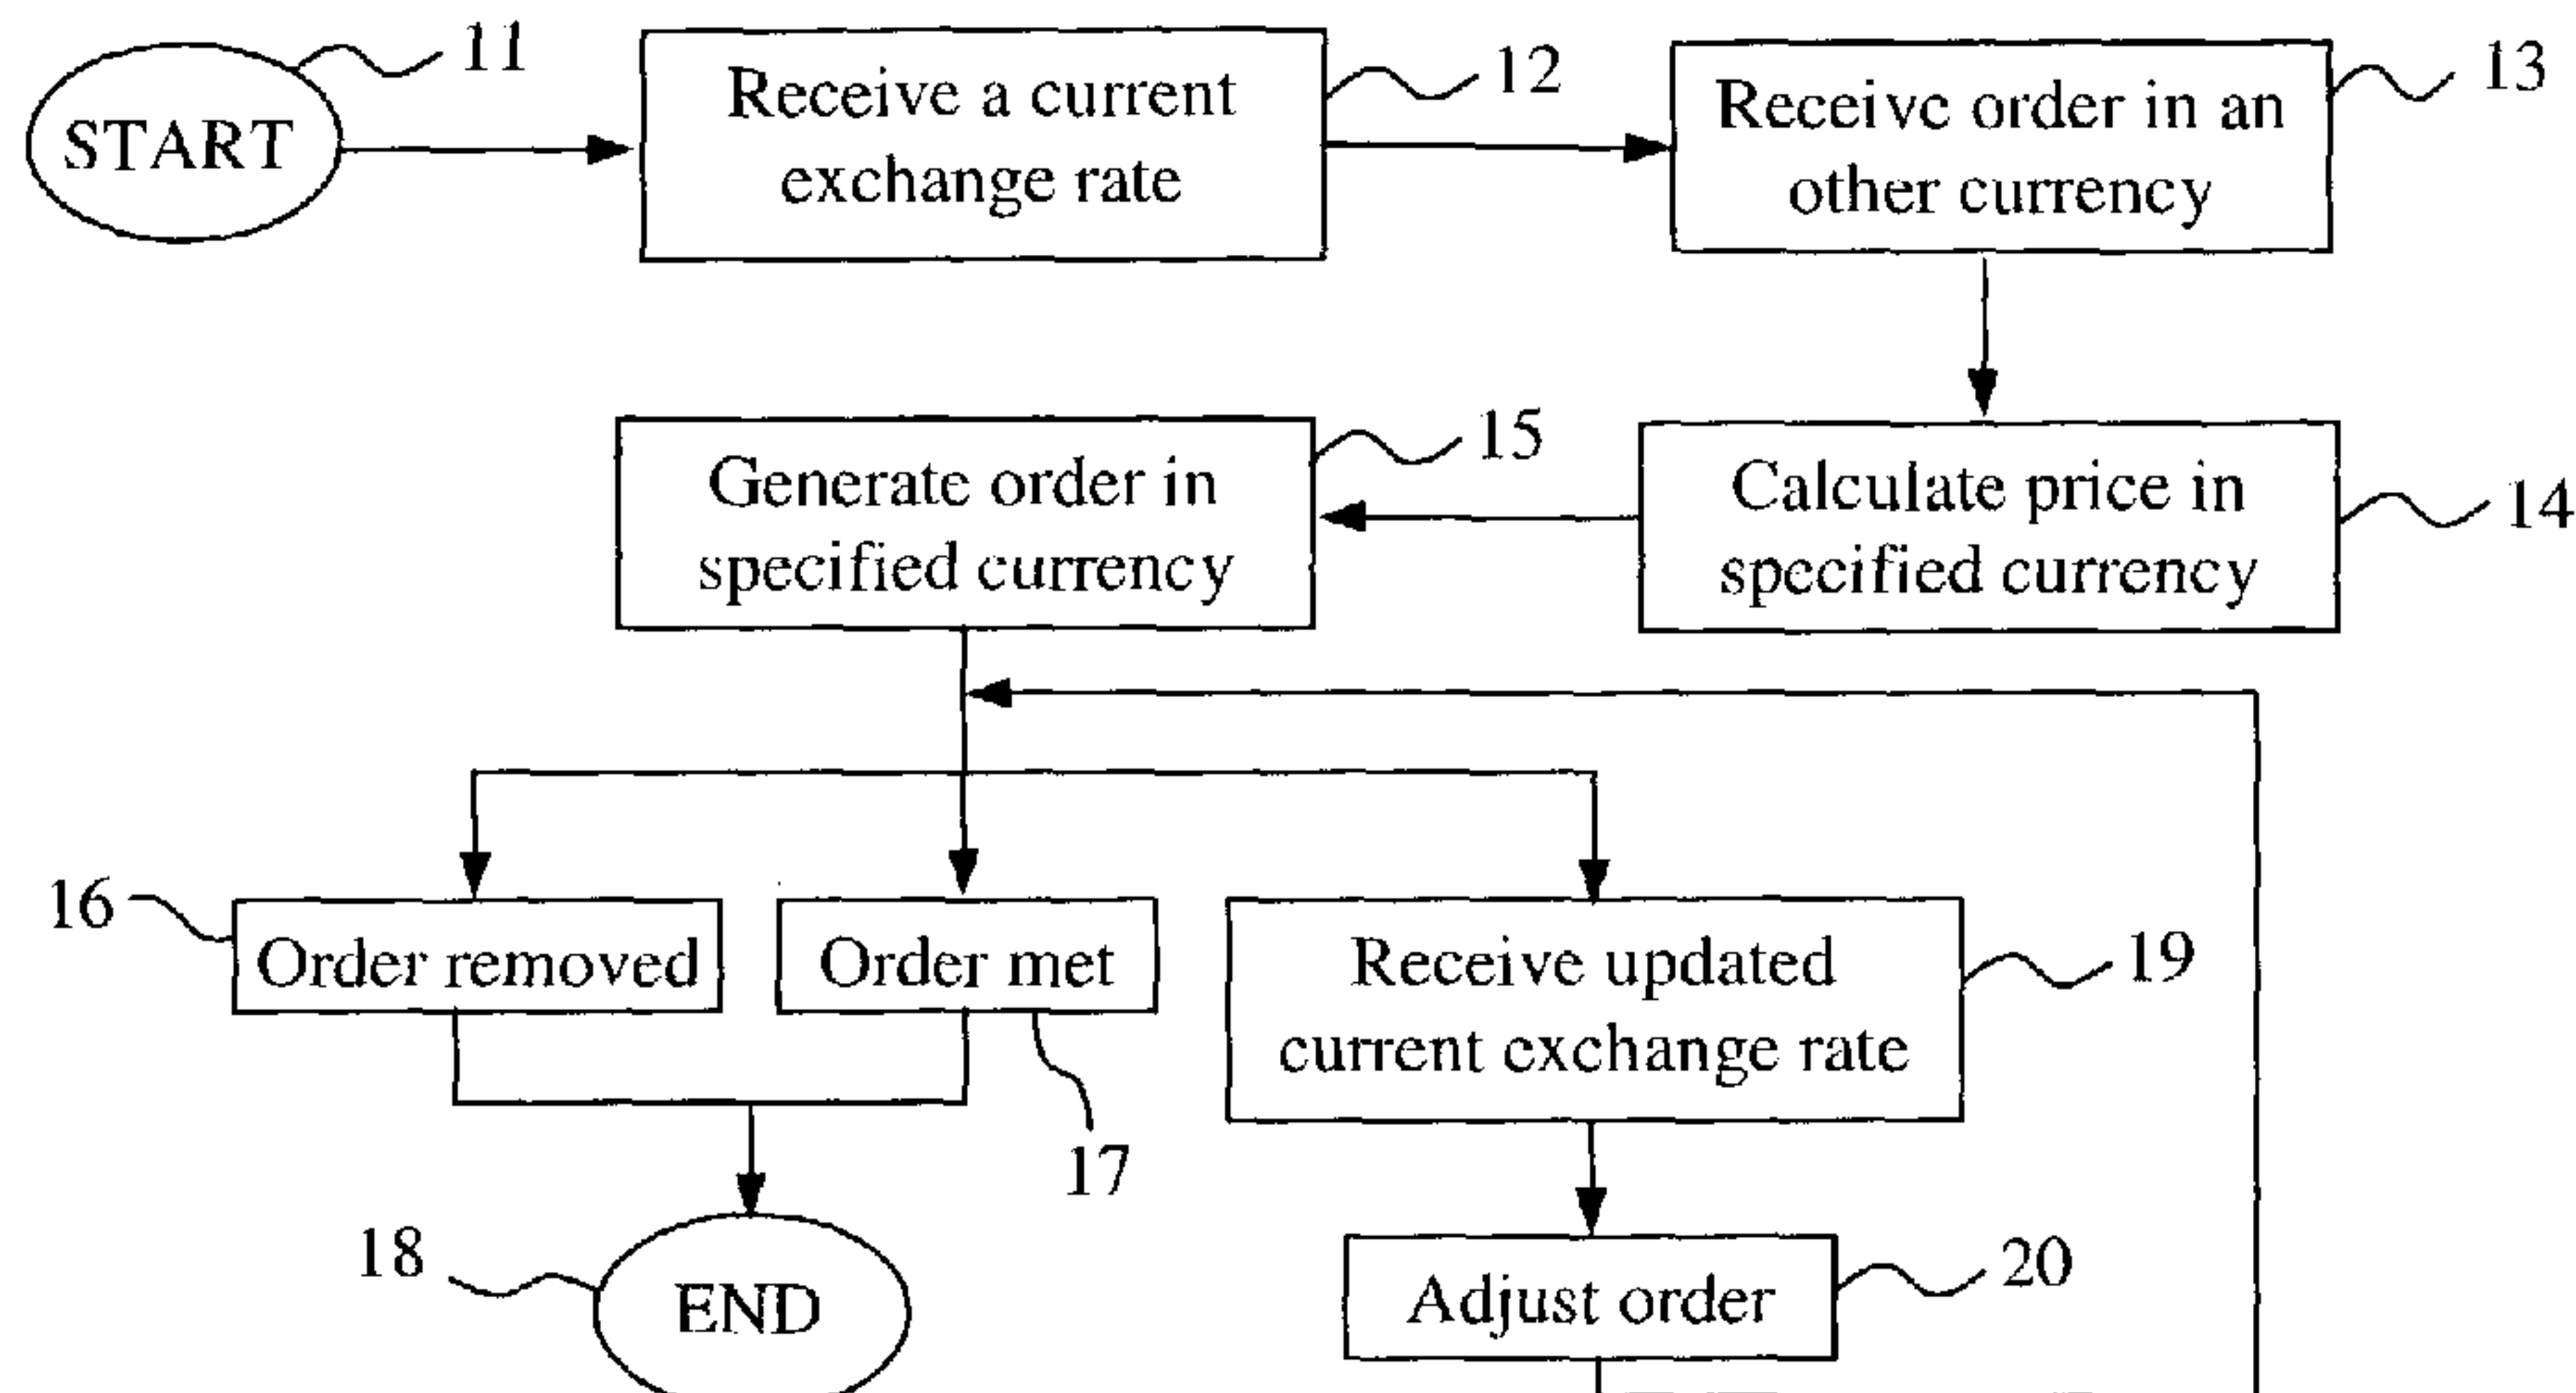 START
11
Receive a current
exchange rate
12
Receive order in an
other currency
13
Generate order in
specified currency
15
Calculate price in
specified currency
14
16
Order removed
Order met
17
Receive updated
current exchange rate
19
18
END
Adjust order
20